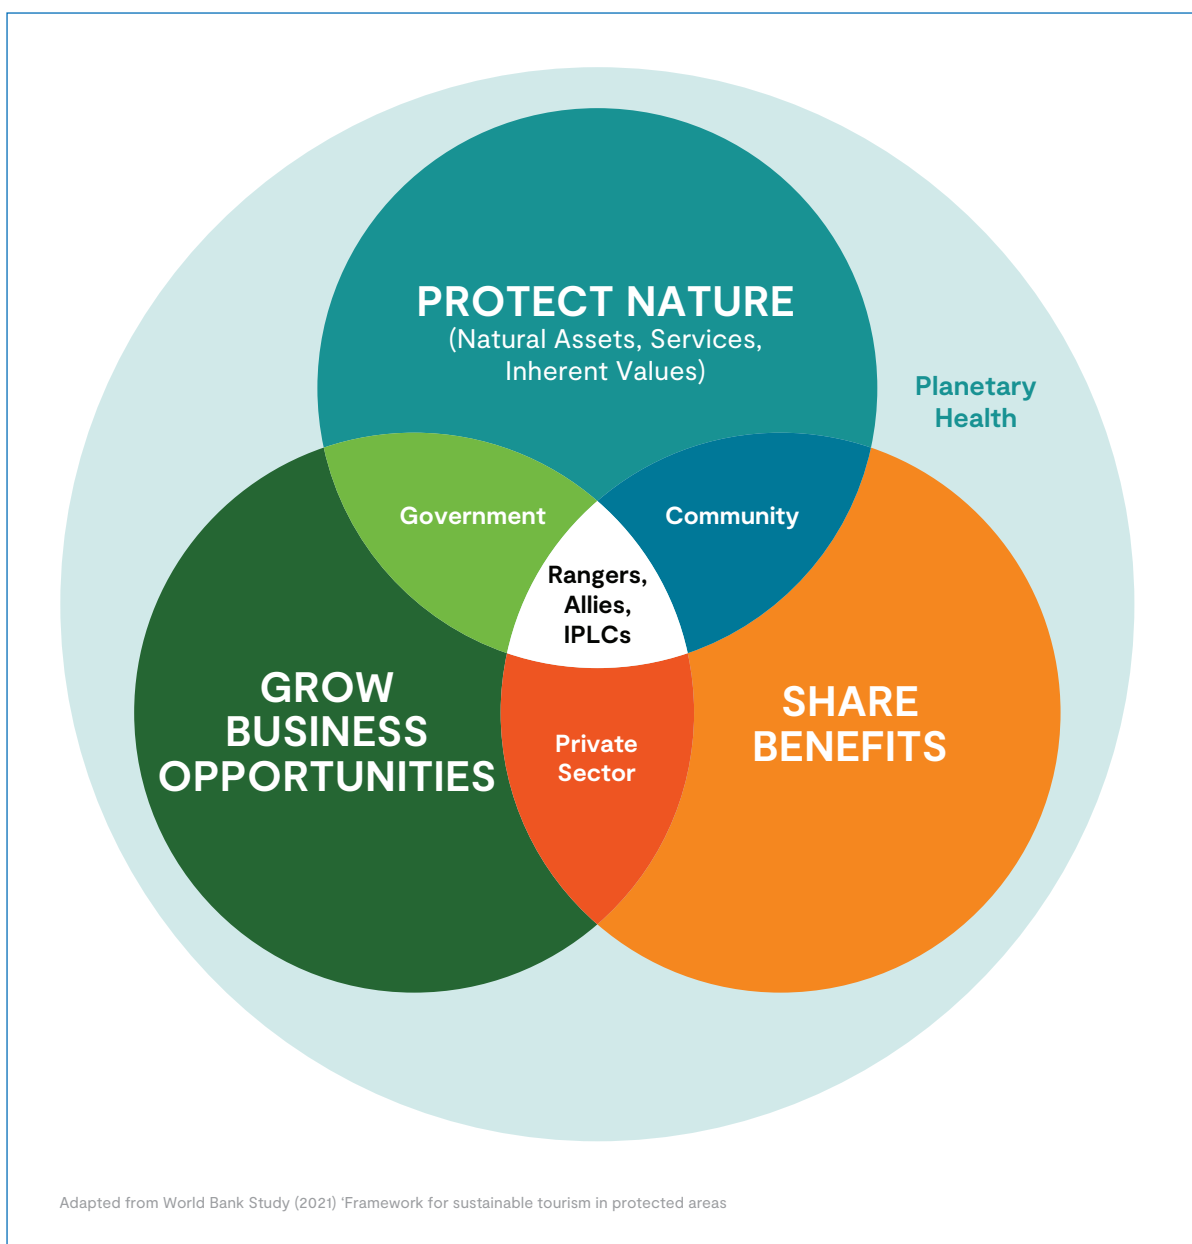 PROTECT NATURE
(Natural Assets, Services,
Inherent Values)
Planetary
Health
Government
Community
Rangers,
Allies,
IPLCs
GROW
BUSINESS
OPPORTUNITIES
SHARE
BENEFITS
Private
Sector
Adapted from World Bank Study (2021) ‘Framework for sustainable tourism in protected areas